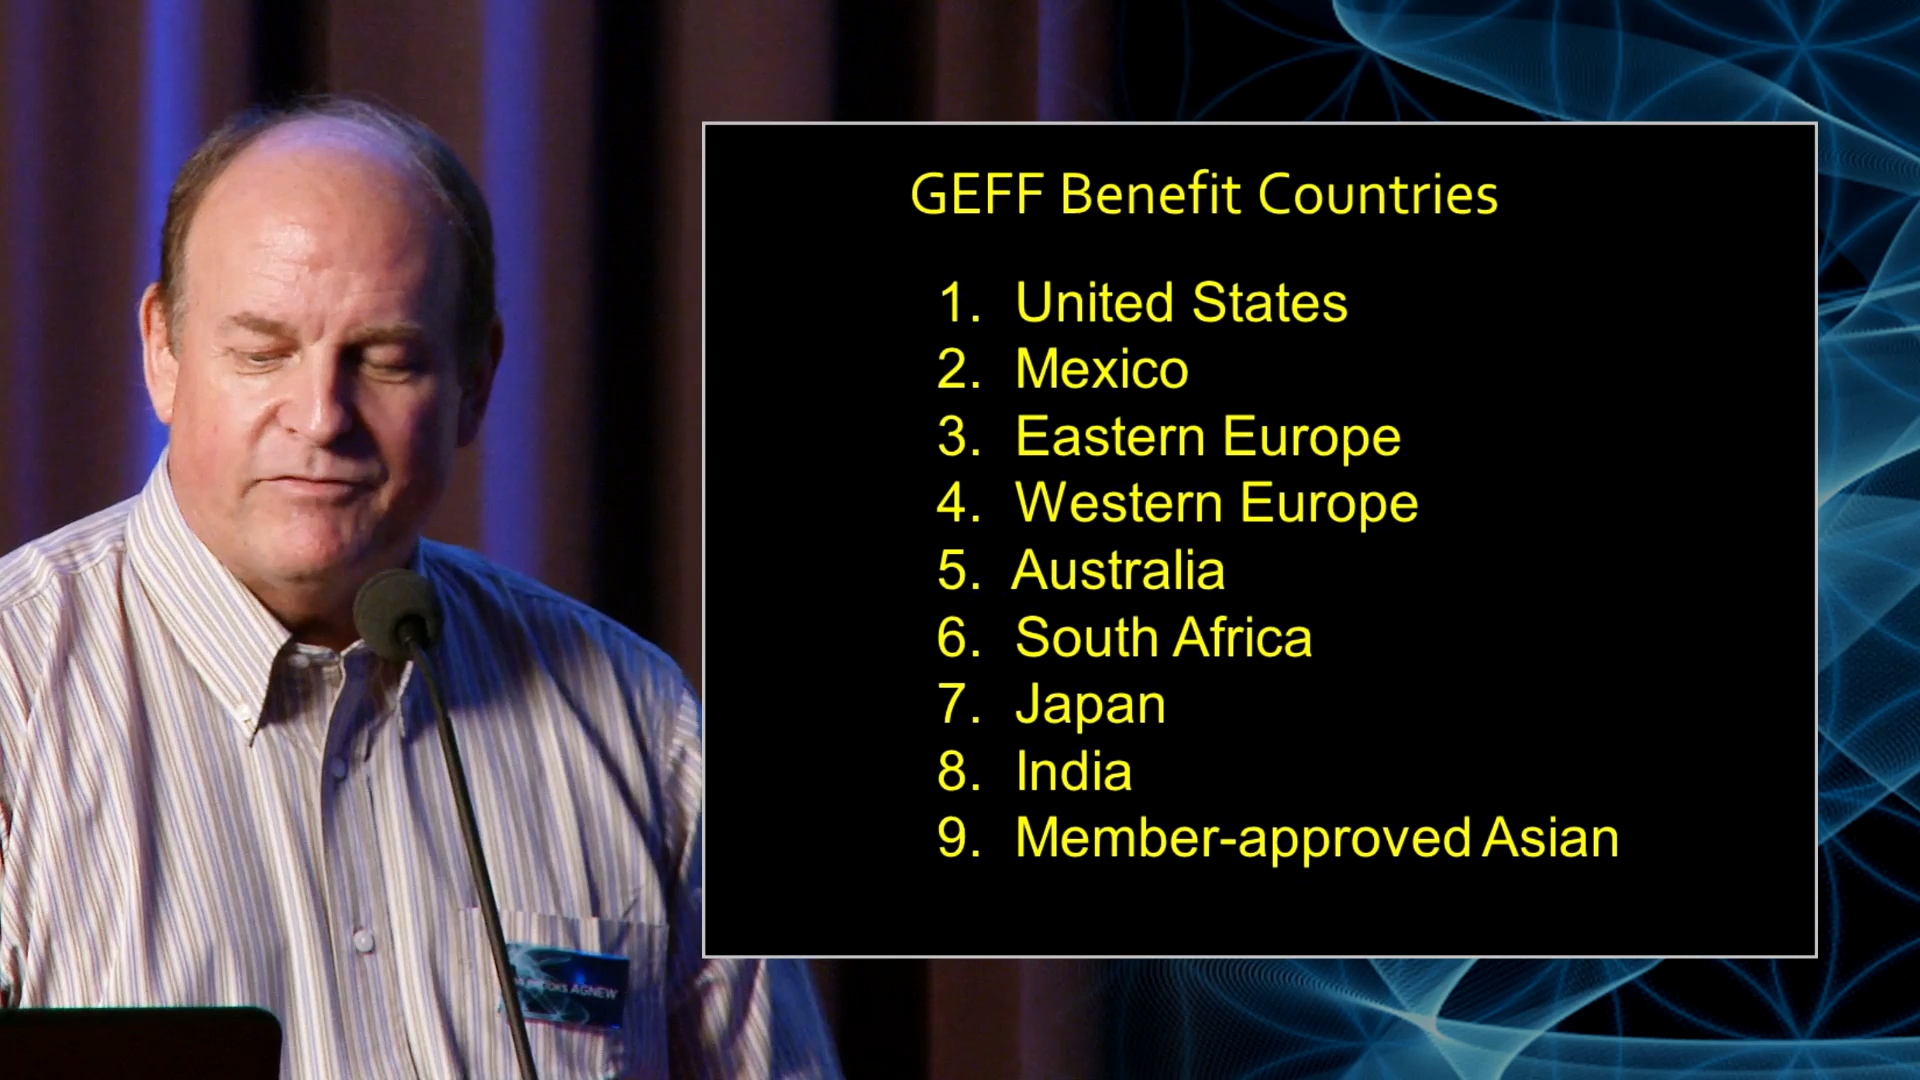 GEFF Benefit Countries
1. United States
2. Mexico
3. Eastern Europe
4. Western Europe
5. Australia
6. South Africa
7. Japan
8. India
9. Member-approved Asian
AGNEW